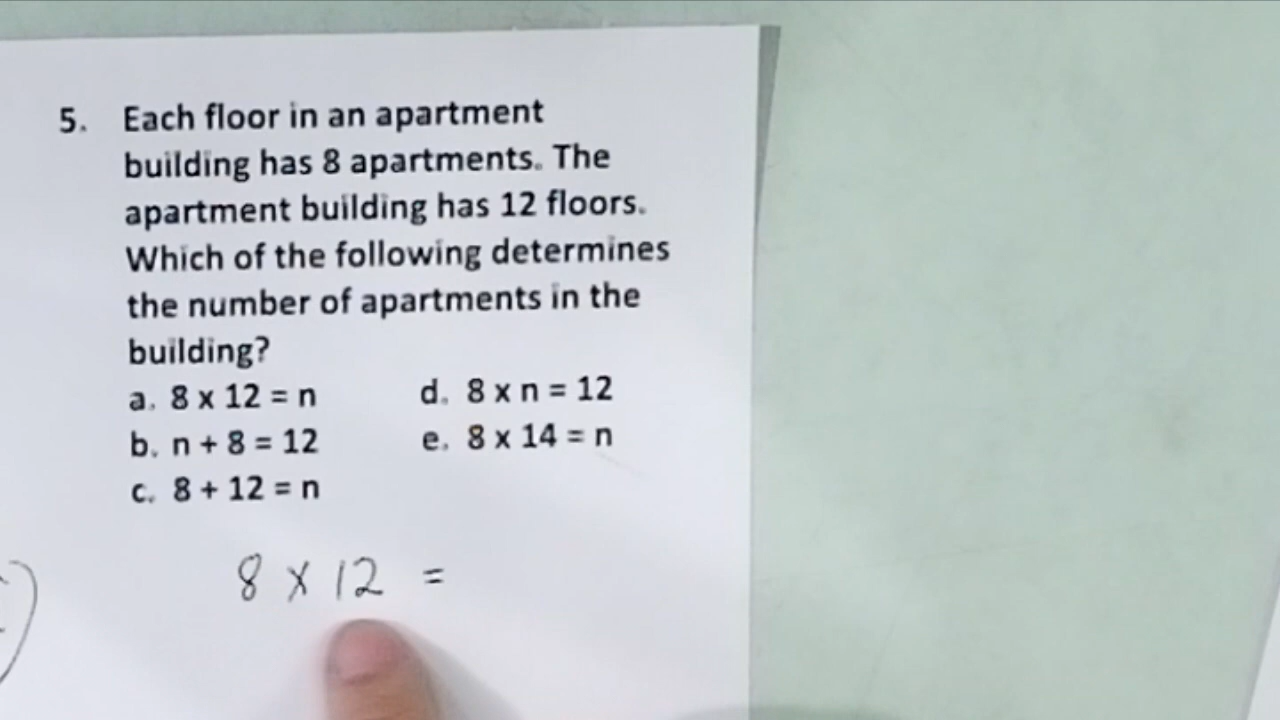 5. Each floor in an apartment
building has 8 apartments. The
apartment building has 12 floors.
Which of the following determines
the number of apartments in the
building?
a. 8 x 12 = n
b. n + 8 = 12
c. 8 + 12 = n
d. 8 x n = 12
e. 8 x 14 = n
8 x 12 =